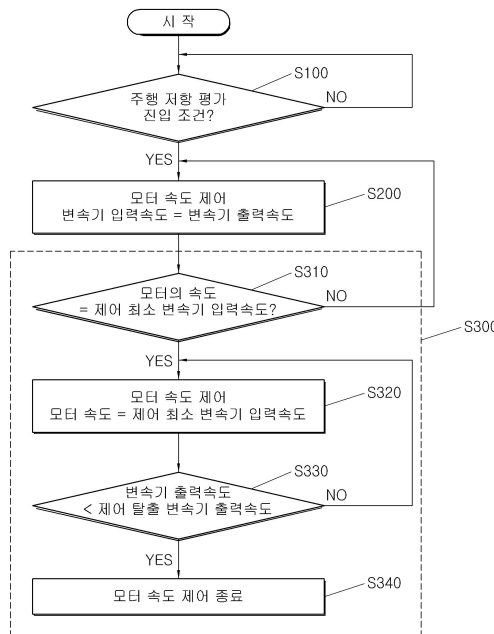 시 작
S100
주행 저항 평가
진입 조건?
NO
YES
S200
모터 속도 제어
변속기 입력속도 = 변속기 출력속도
S310
모터의 속도
= 제어 최소 변속기 입력속도?
NO
S300
YES
S320
모터 속도 제어
모터 속도 = 제어 최소 변속기 입력속도
S330
변속기 출력속도
< 제어 탈출 변속기 출력속도
NO
YES
S340
모터 속도 제어 종료